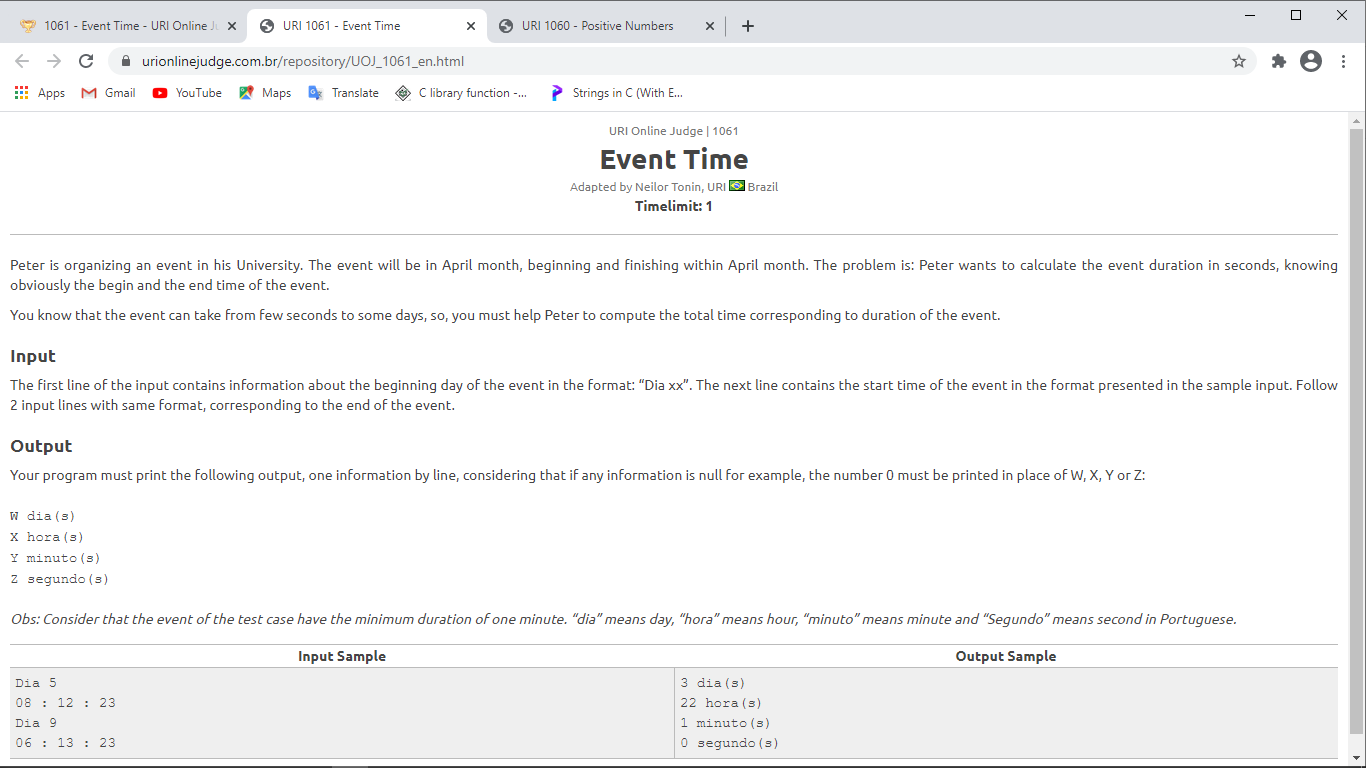 1061 - Event Time - URI Online J
URI 1061 - Event Time
URI 1060 - Positive Numbers
urionlinejudge.com.br/repository/UOJ_1061_en.html
Apps
Gmail
YouTube
Maps
Translate
C library function -...
Strings in C (With E...
URI Online Judge | 1061
Event Time
Adapted by Neilor Tonin, URI Brazil
Timelimit: 1
Peter is organizing an event in his University. The event will be in April month, beginning and finishing within April month. The problem is: Peter wants to calculate the event duration in seconds, knowing
obviously the begin and the end time of the event.
You know that the event can take from few seconds to some days, so, you must help Peter to compute the total time corresponding to duration of the event.
Input
The first line of the input contains information about the beginning day of the event in the format: “Dia xx”. The next line contains the start time of the event in the format presented in the sample input. Follow
2 input lines with same format, corresponding to the end of the event.
Output
Your program must print the following output, one information by line, considering that if any information is null for example, the number 0 must be printed in place of W, X, Y or Z:
W dia(s)
X hora(s)
Y minuto(s)
Z segundo(s)
Obs: Consider that the event of the test case have the minimum duration of one minute. “dia” means day, “hora” means hour, “minuto” means minute and “Segundo” means second in Portuguese.
Input Sample
Output Sample
Dia 5
08 : 12 : 23
Dia 9
06 : 13 : 23
3 dia(s)
22 hora(s)
1 minuto(s)
0 segundo(s)